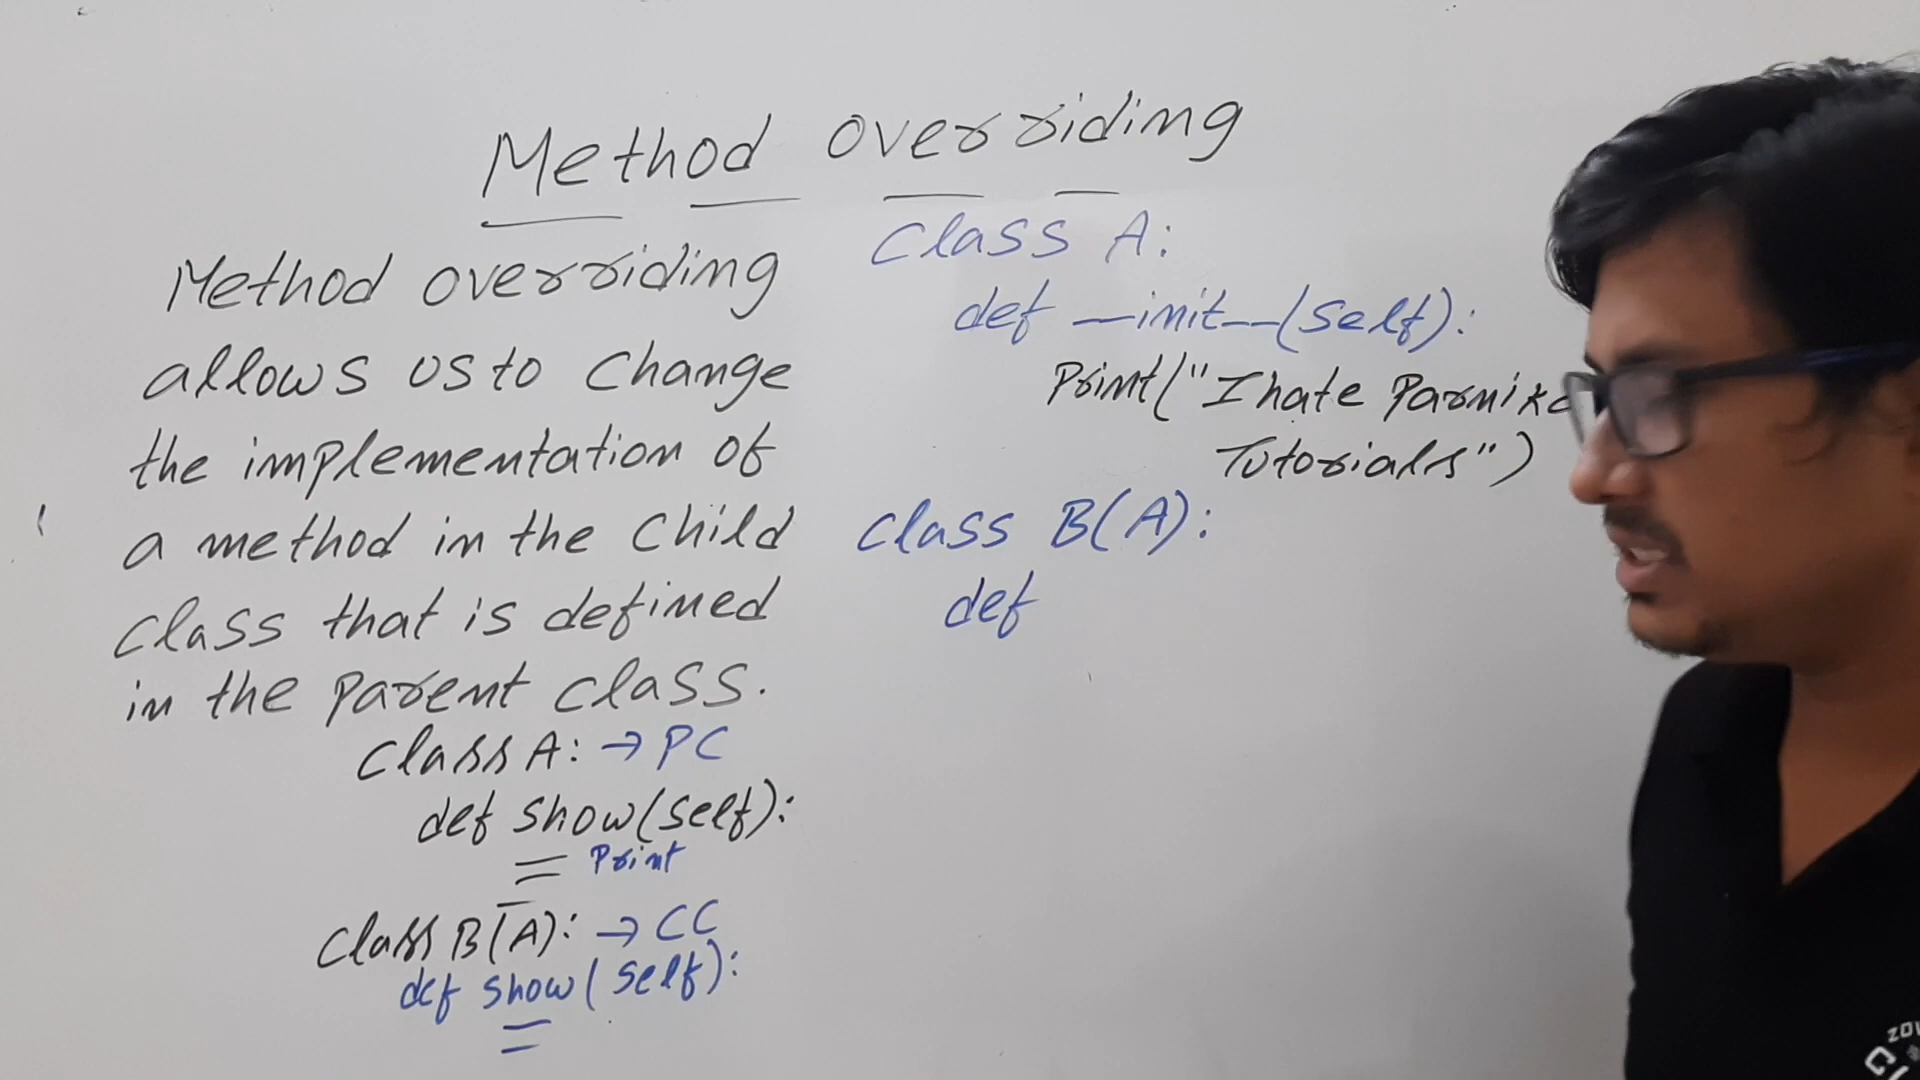 Method overriding
Method overriding
allows us to change
the implementation of
a method in the child
class that is defined
in the parent class.
class A: → PC
def show(self):
Print
class B(A): → CC
def show(self):
class A:
def __init__(self):
Print("I hate
Tutorials")
class B(A):
def